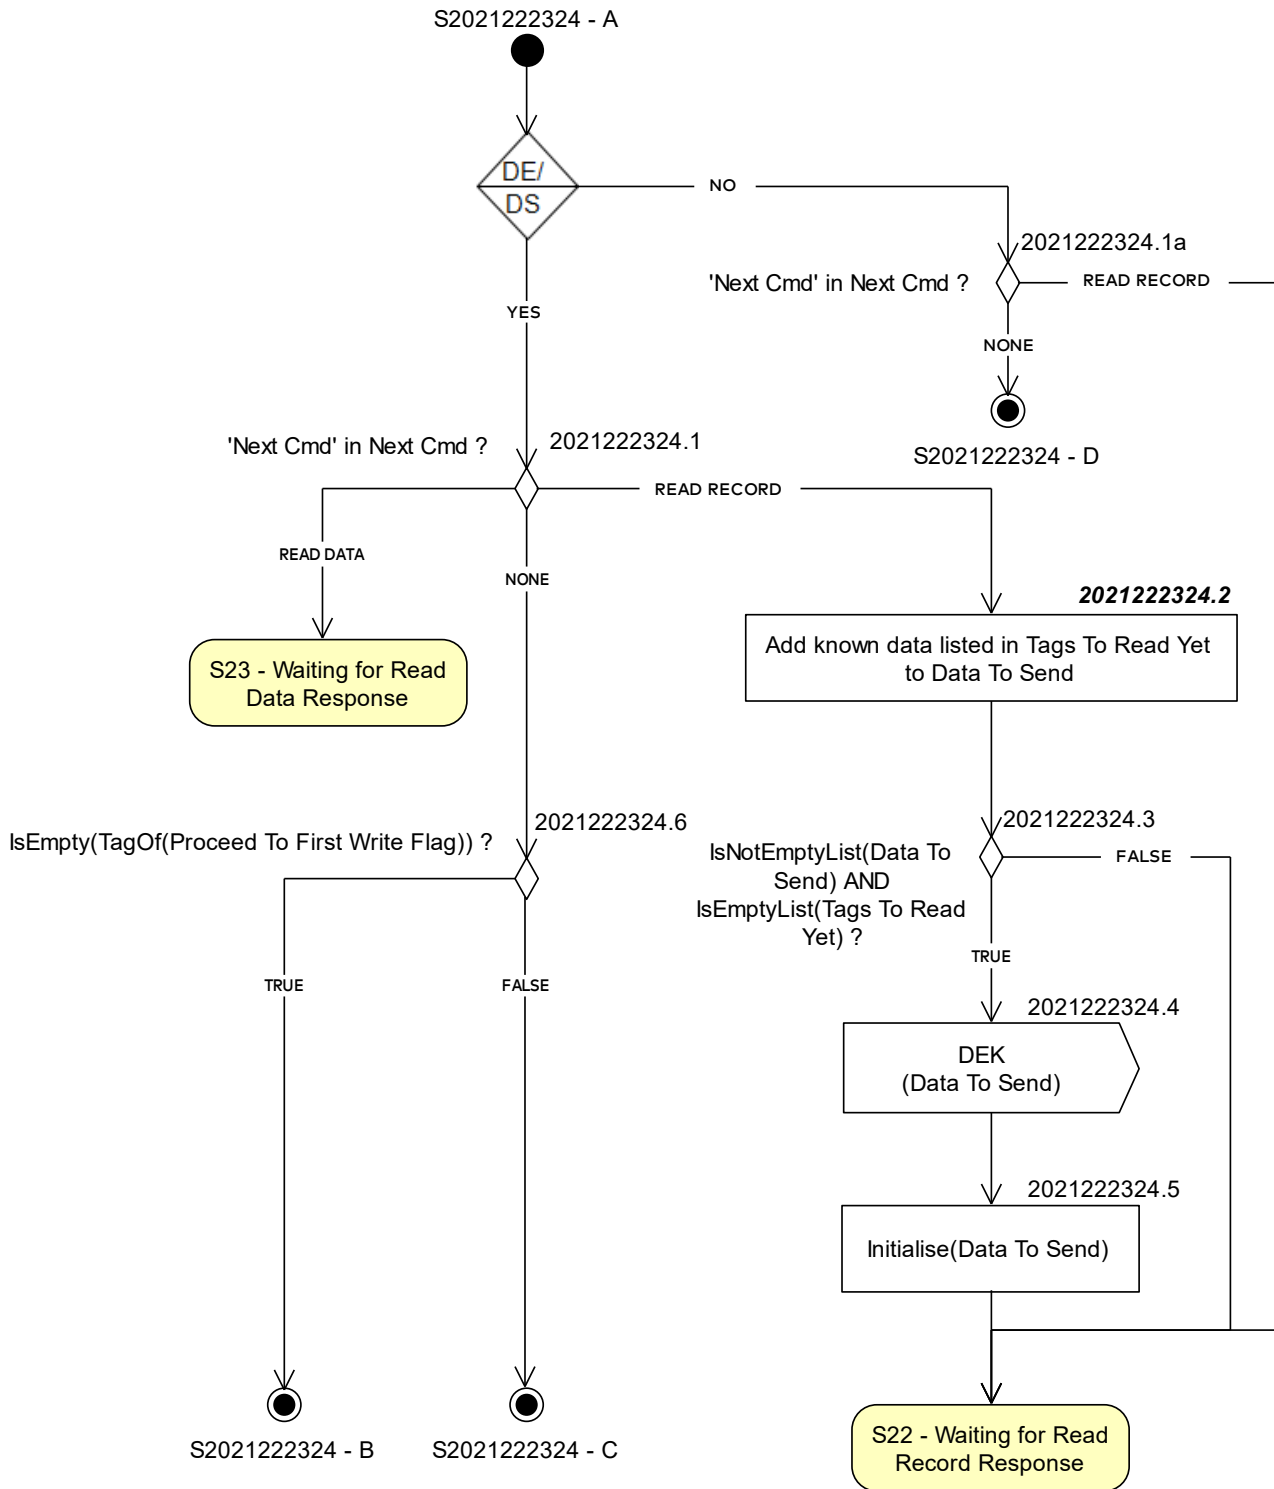 S2021222324 - A
DE/
DS
NO
2021222324.1a
'Next Cmd' in Next Cmd ?
READ RECORD
YES
NONE
S2021222324 - D
'Next Cmd' in Next Cmd ?
2021222324.1
READ RECORD
READ DATA
NONE
2021222324.2
Add known data listed in Tags To Read Yet
to Data To Send
S23 - Waiting for Read
Data Response
IsEmpty(TagOf(Proceed To First Write Flag)) ?
2021222324.6
2021222324.3
IsNotEmptyList(Data To
Send) AND
IsEmptyList(Tags To Read
Yet) ?
FALSE
TRUE
TRUE
FALSE
2021222324.4
DEK
(Data To Send)
2021222324.5
Initialise(Data To Send)
S2021222324 - B
S2021222324 - C
S22 - Waiting for Read
Record Response